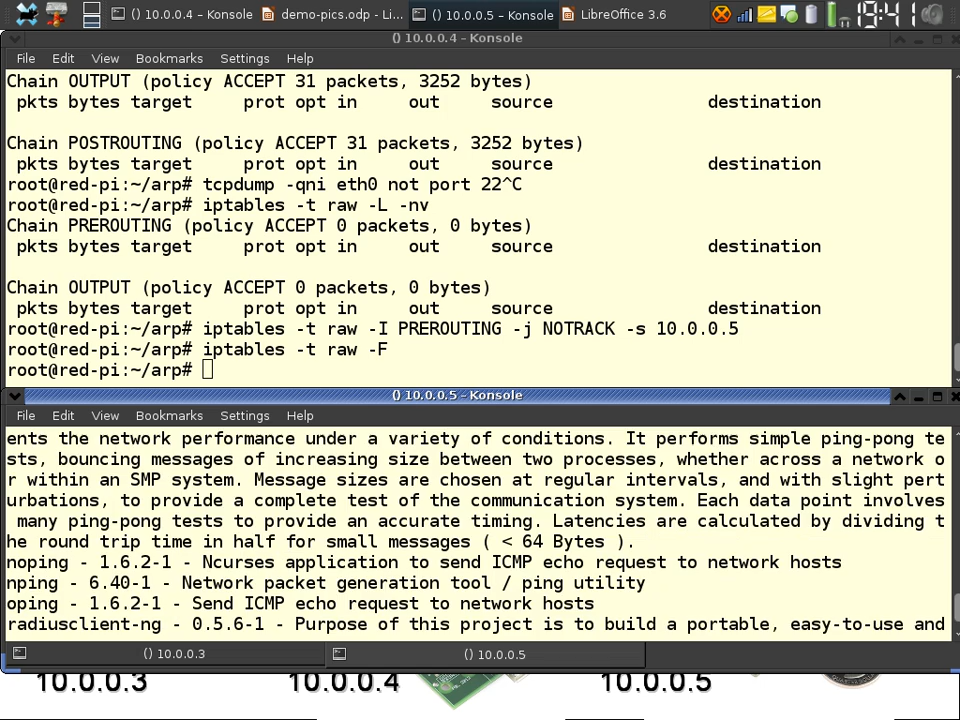 () 10.0.0.4 – Konsole
demo-pics.odp - Li...
() 10.0.0.5 – Konsole
LibreOffice 3.6
19:41
() 10.0.0.4 – Konsole
File Edit View Bookmarks Settings Help
Chain OUTPUT (policy ACCEPT 31 packets, 3252 bytes)
pkts bytes target prot opt in out source destination
Chain POSTROUTING (policy ACCEPT 31 packets, 3252 bytes)
pkts bytes target prot opt in out source destination
root@red-pi:~/arp# tcpdump -qni eth0 not port 22^C
root@red-pi:~/arp# iptables -t raw -L -nv
Chain PREROUTING (policy ACCEPT 0 packets, 0 bytes)
pkts bytes target prot opt in out source destination
Chain OUTPUT (policy ACCEPT 0 packets, 0 bytes)
pkts bytes target prot opt in out source destination
root@red-pi:~/arp# iptables -t raw -I PREROUTING -j NOTRACK -s 10.0.0.5
root@red-pi:~/arp# iptables -t raw -F
root@red-pi:~/arp#
() 10.0.0.5 – Konsole
File Edit View Bookmarks Settings Help
ents the network performance under a variety of conditions. It performs simple ping-pong te
sts, bouncing messages of increasing size between two processes, whether across a network o
r within an SMP system. Message sizes are chosen at regular intervals, and with slight pert
urbations, to provide a complete test of the communication system. Each data point involves
many ping-pong tests to provide an accurate timing. Latencies are calculated by dividing t
he round trip time in half for small messages ( < 64 Bytes ).
noping - 1.6.2-1 - Ncurses application to send ICMP echo request to network hosts
nping - 6.40-1 - Network packet generation tool / ping utility
oping - 1.6.2-1 - Send ICMP echo request to network hosts
radiusclient-ng - 0.5.6-1 - Purpose of this project is to build a portable, easy-to-use and
() 10.0.0.3
() 10.0.0.5
10.0.0.3 10.0.0.4 10.0.0.5